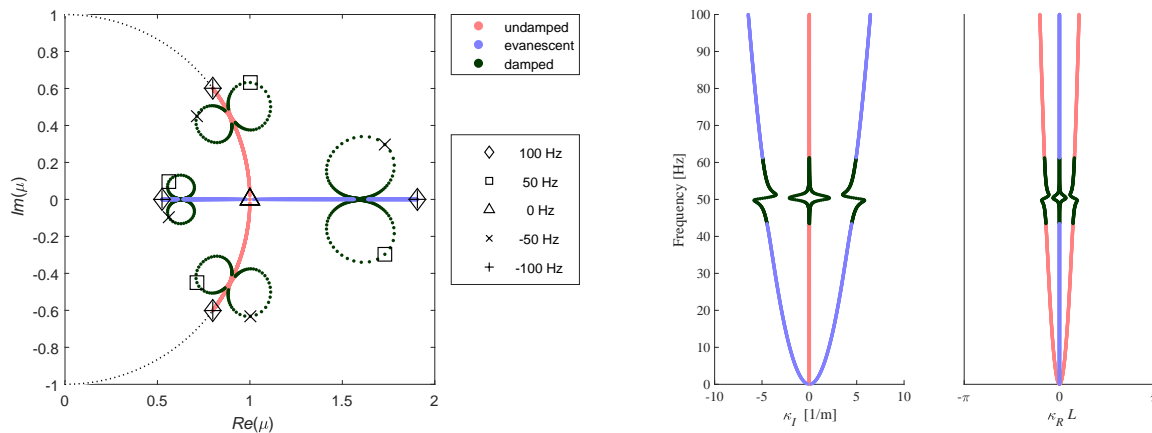 1
0.8
0.6
0.4
0.2
0
-0.2
-0.4
-0.6
-0.8
-1
Im(μ)
0
0.5
1
1.5
2
Re(μ)
undamped
evanescent
damped
100 Hz
50 Hz
0 Hz
-50 Hz
-100 Hz
Frequency [Hz]
100
90
80
70
60
50
40
30
20
10
0
-10
-5
0
5
10
κ_I [1/m]
-π
0
κ_R L